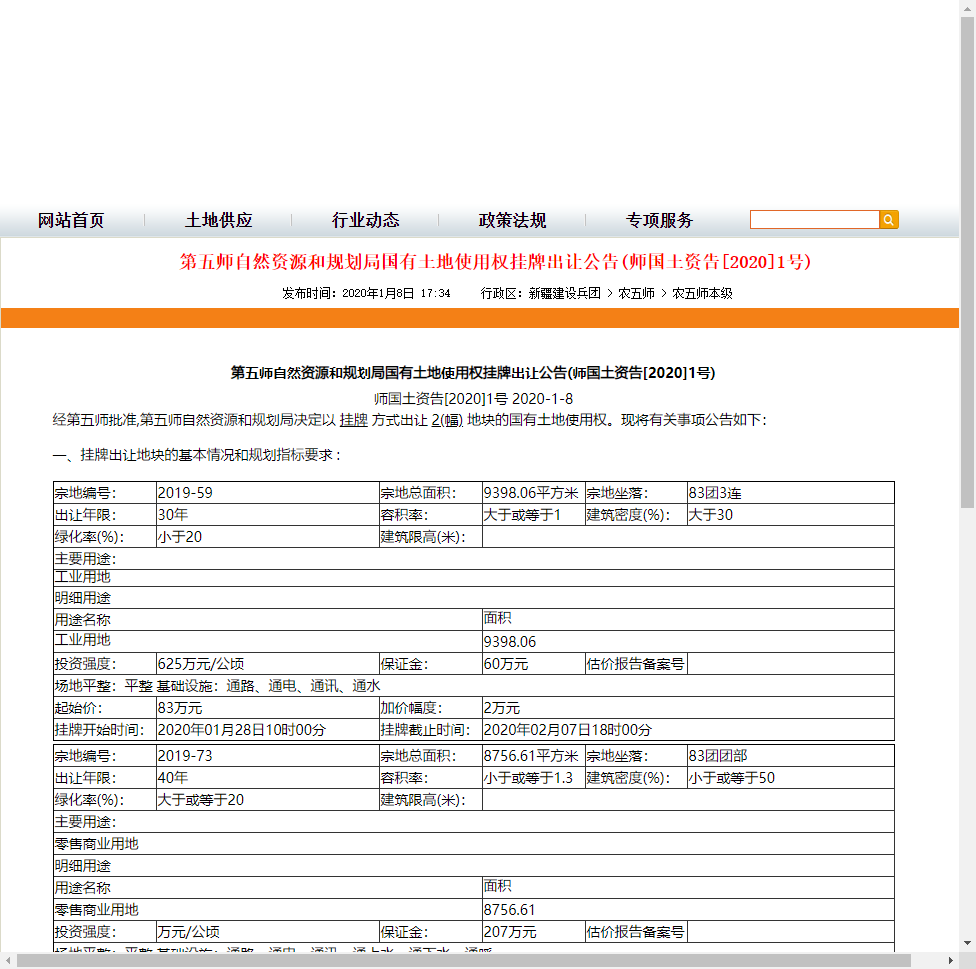 网站首页 土地供应 行业动态 政策法规 专项服务
第五师自然资源和规划局国有土地使用权挂牌出让公告(师国土资告[2020]1号)
发布时间：2020年1月8日 17:34 行政区：新疆建设兵团 > 农五师 > 农五师本级
第五师自然资源和规划局国有土地使用权挂牌出让公告(师国土资告[2020]1号)
师国土资告[2020]1号 2020-1-8
经第五师批准,第五师自然资源和规划局决定以 挂牌 方式出让 2(幅) 地块的国有土地使用权。现将有关事项公告如下：
一、挂牌出让地块的基本情况和规划指标要求：
宗地编号： 2019-59 宗地总面积： 9398.06平方米 宗地坐落： 83团3连
出让年限： 30年 容积率： 大于或等于1 建筑密度(%)： 大于30
绿化率(%)： 小于20 建筑限高(米)：
主要用途：
工业用地
明细用途
用途名称 面积
工业用地 9398.06
投资强度： 625万元/公顷 保证金： 60万元 估价报告备案号
场地平整：平整 基础设施：通路、通电、通讯、通水
起始价： 83万元 加价幅度： 2万元
挂牌开始时间： 2020年01月28日10时00分 挂牌截止时间： 2020年02月07日18时00分
宗地编号： 2019-73 宗地总面积： 8756.61平方米 宗地坐落： 83团团部
出让年限： 40年 容积率： 小于或等于1.3 建筑密度(%)： 小于或等于50
绿化率(%)： 大于或等于20 建筑限高(米)：
主要用途：
零售商业用地
明细用途
用途名称 面积
零售商业用地 8756.61
投资强度： 万元/公顷 保证金： 207万元 估价报告备案号
场地平整：平整 基础设施：通路、通电、通讯、通上水、通下水、通暖